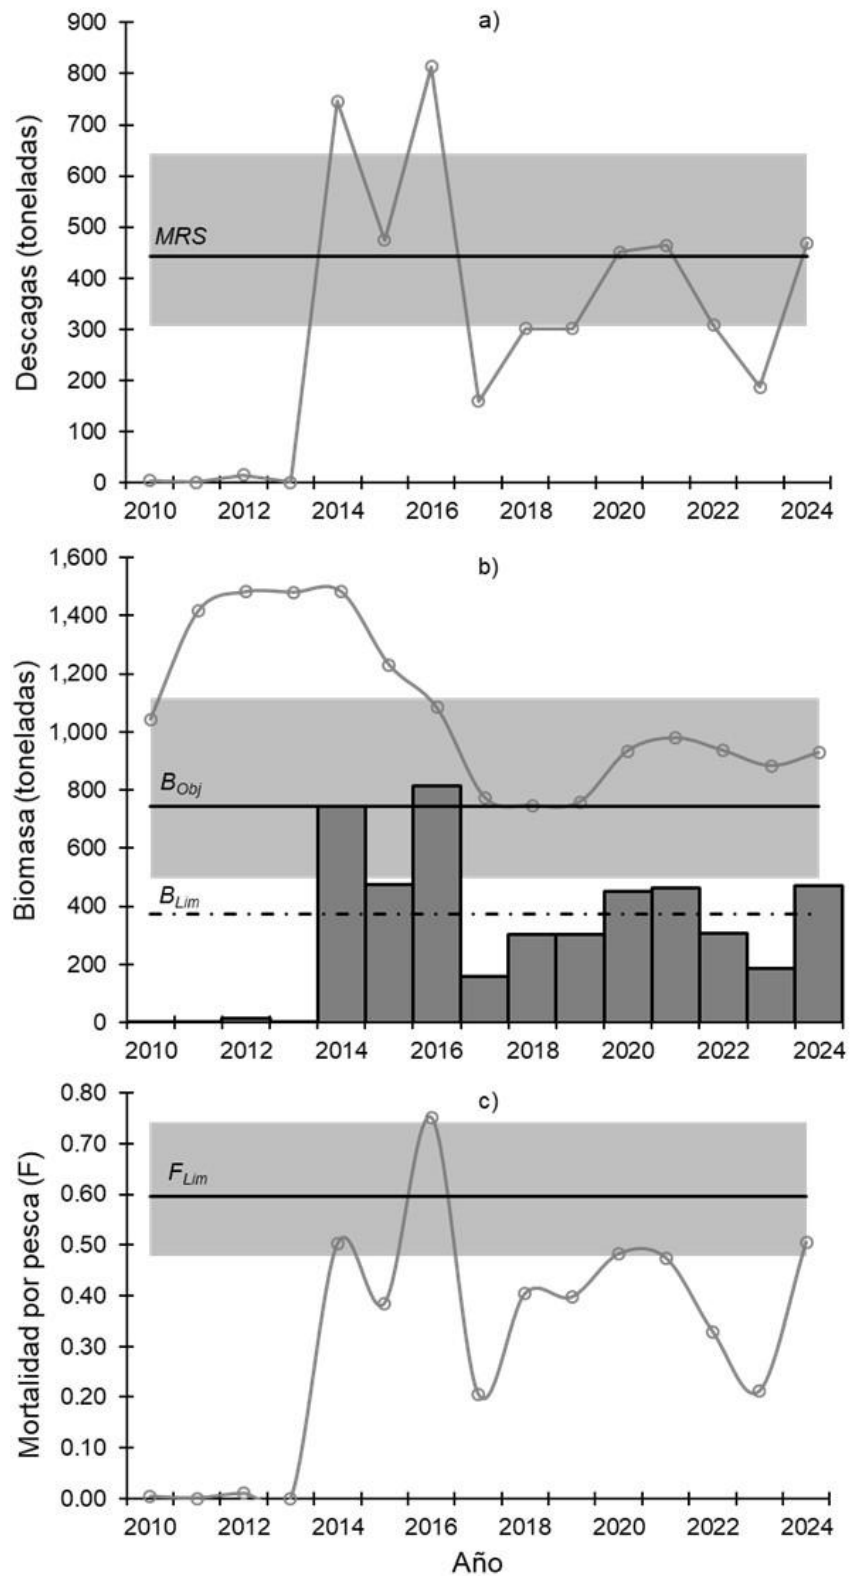 a)
Descagas (toneladas)
900
800
700
600
500
400
300
200
100
0
MRS
2010 2012 2014 2016 2018 2020 2022 2024
b)
Biomasa (toneladas)
1,600
1,400
1,200
1,000
800
600
400
200
0
B Obj
B Lim
2010 2012 2014 2016 2018 2020 2022 2024
c)
Mortalidad por pesca (F)
0.80
0.70
0.60
0.50
0.40
0.30
0.20
0.10
0.00
F Lim
2010 2012 2014 2016 2018 2020 2022 2024
Año